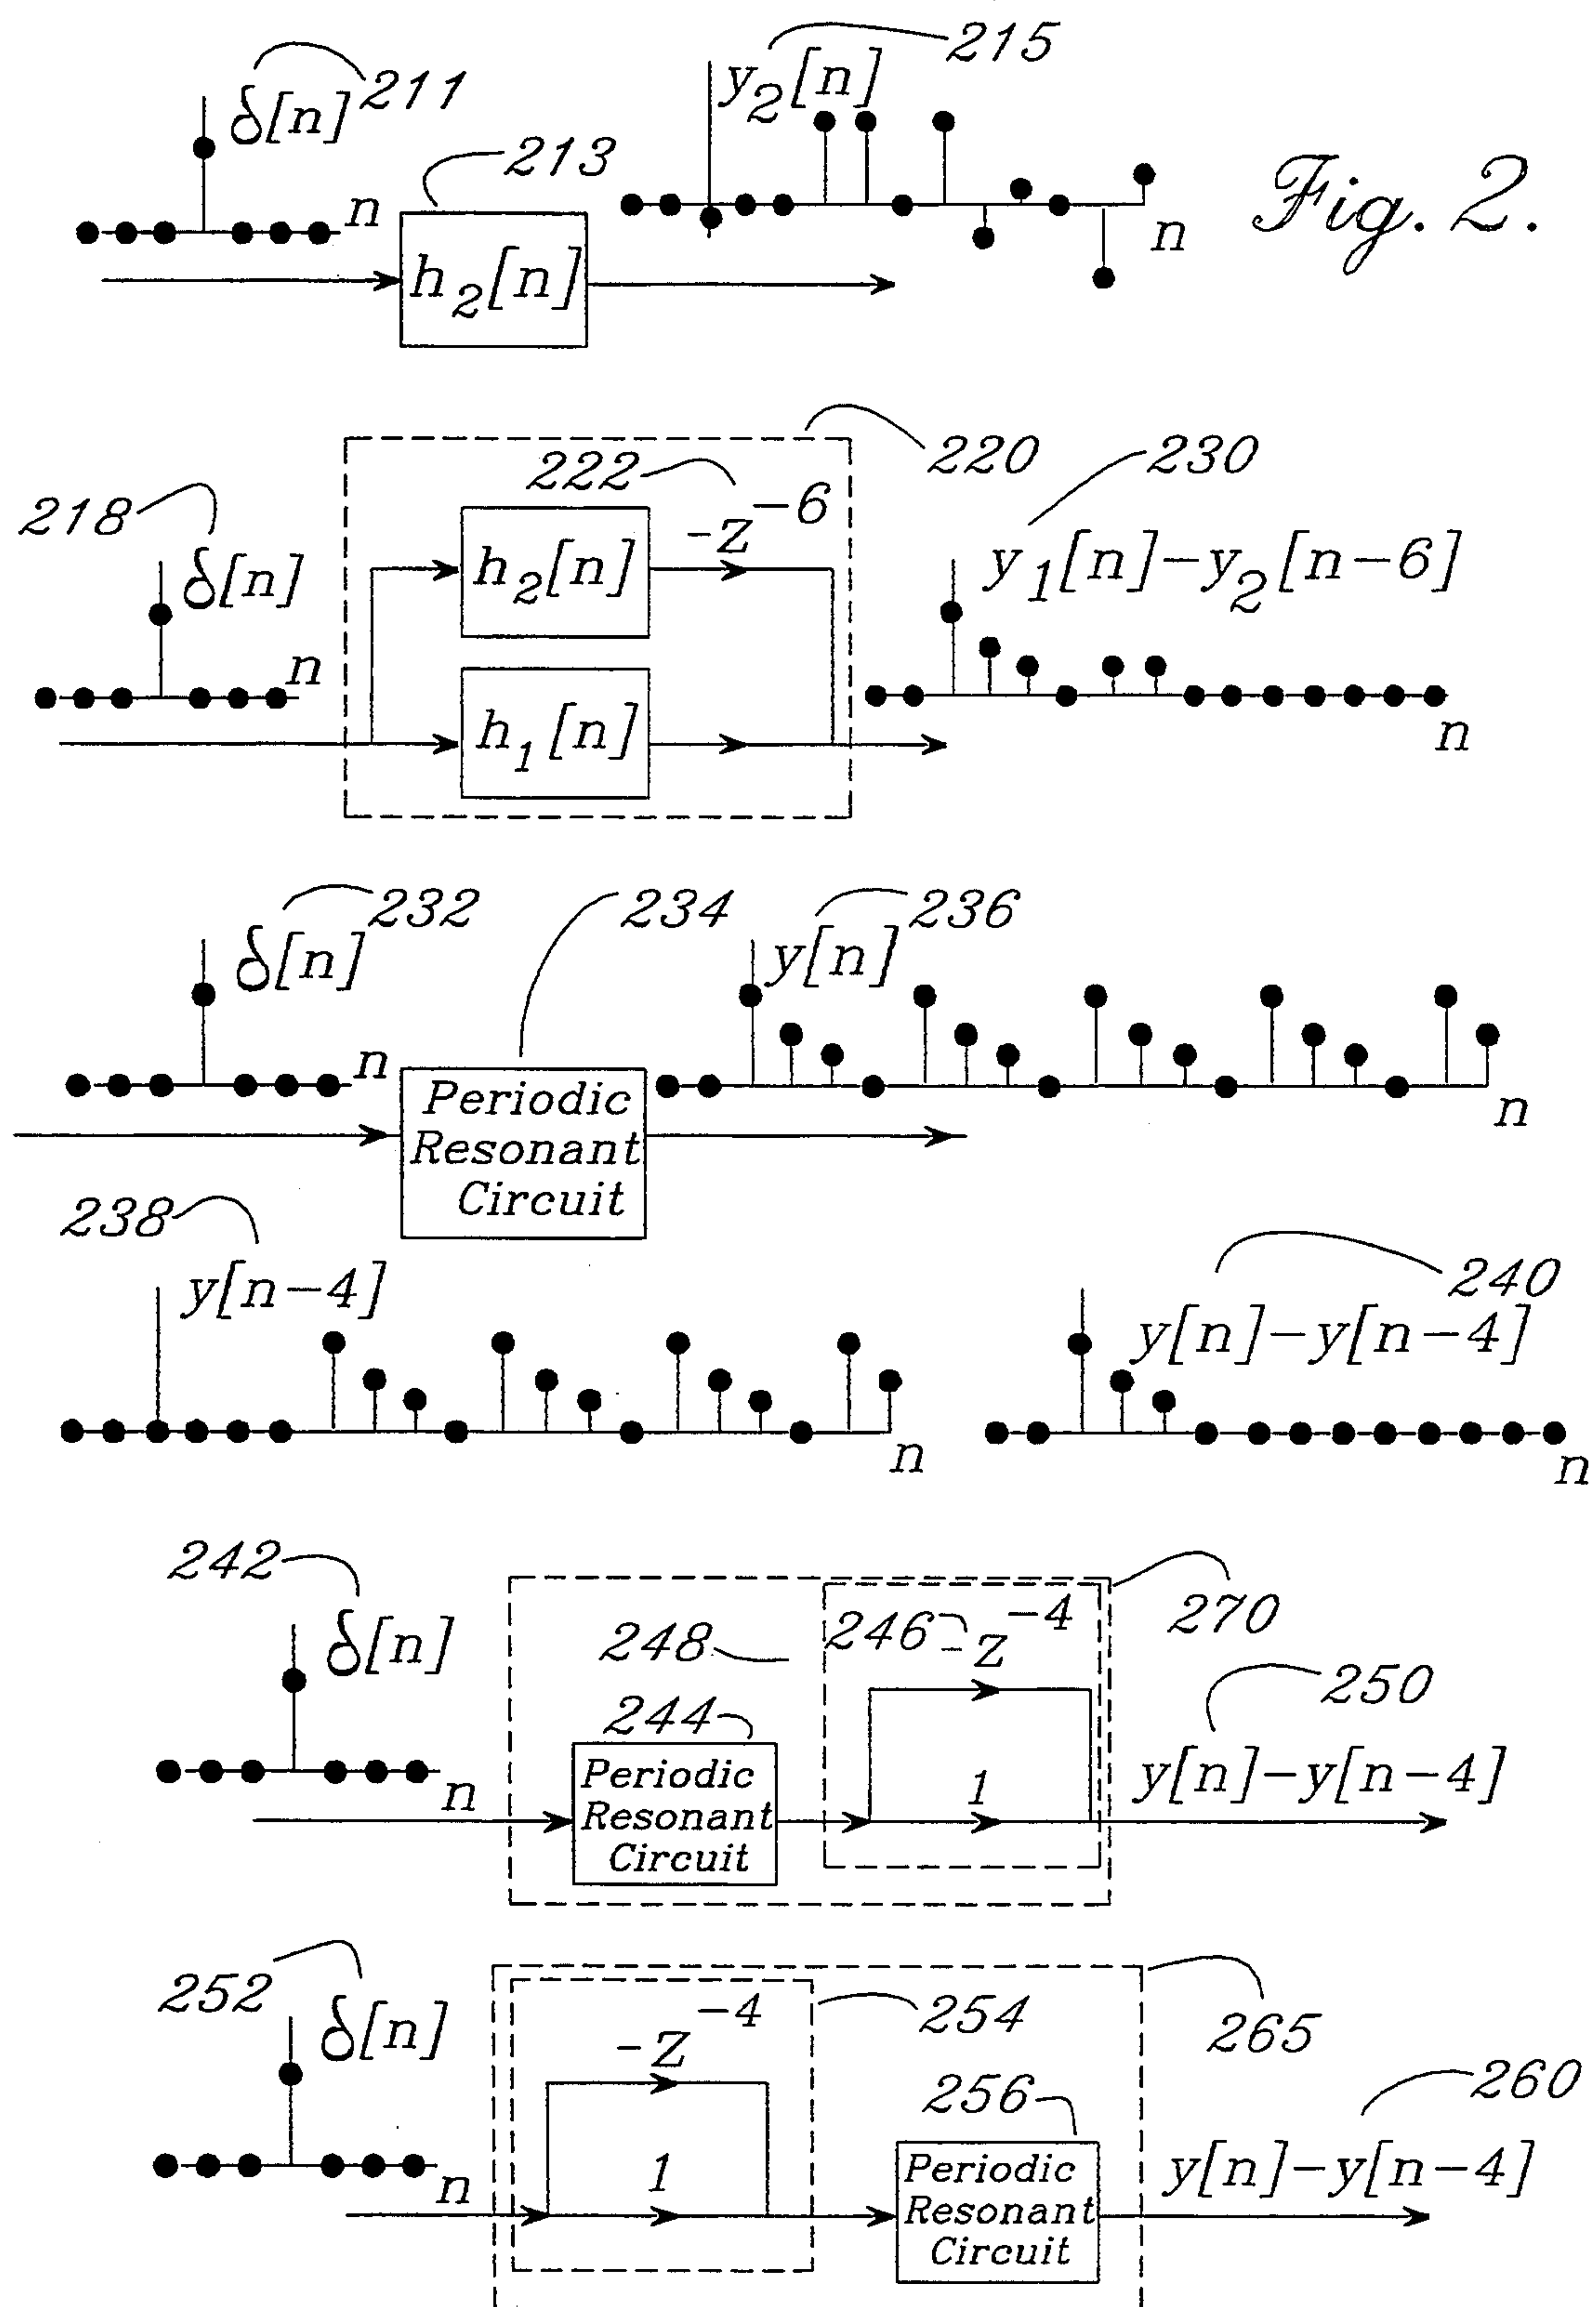 215
211
δ[n]
y2[n]
213
n
Fig. 2.
n
h2[n]
220
230
222
-z^-6
218
δ[n]
h2[n]
y1[n]-y2[n-6]
n
h1[n]
n
232
234
236
δ[n]
y[n]
n
Periodic
Resonant
Circuit
n
238
240
y[n-4]
y[n]-y[n-4]
n
n
242
270
246
-z^-4
δ[n]
248
250
244
n
Periodic
Resonant
Circuit
1
y[n]-y[n-4]
252
254
265
-z^-4
δ[n]
260
256
n
1
Periodic
Resonant
Circuit
y[n]-y[n-4]